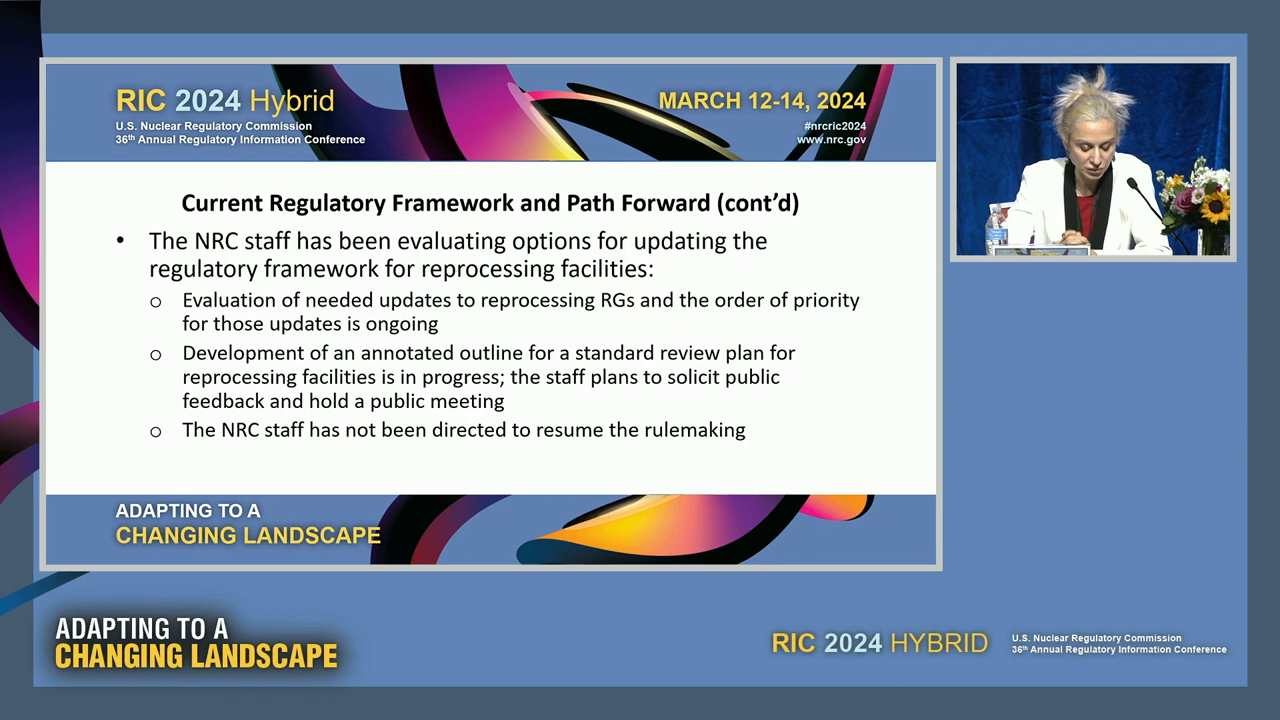 RIC 2024 Hybrid
U.S. Nuclear Regulatory Commission
36th Annual Regulatory Information Conference
MARCH 12-14, 2024
#nrcric2024
www.nrc.gov
Current Regulatory Framework and Path Forward (cont’d)
• The NRC staff has been evaluating options for updating the
regulatory framework for reprocessing facilities:
o Evaluation of needed updates to reprocessing RGs and the order of priority
for those updates is ongoing
o Development of an annotated outline for a standard review plan for
reprocessing facilities is in progress; the staff plans to solicit public
feedback and hold a public meeting
o The NRC staff has not been directed to resume the rulemaking
ADAPTING TO A
CHANGING LANDSCAPE
ADAPTING TO A
CHANGING LANDSCAPE
RIC 2024 HYBRID
U.S. Nuclear Regulatory Commission
36th Annual Regulatory Information Conference